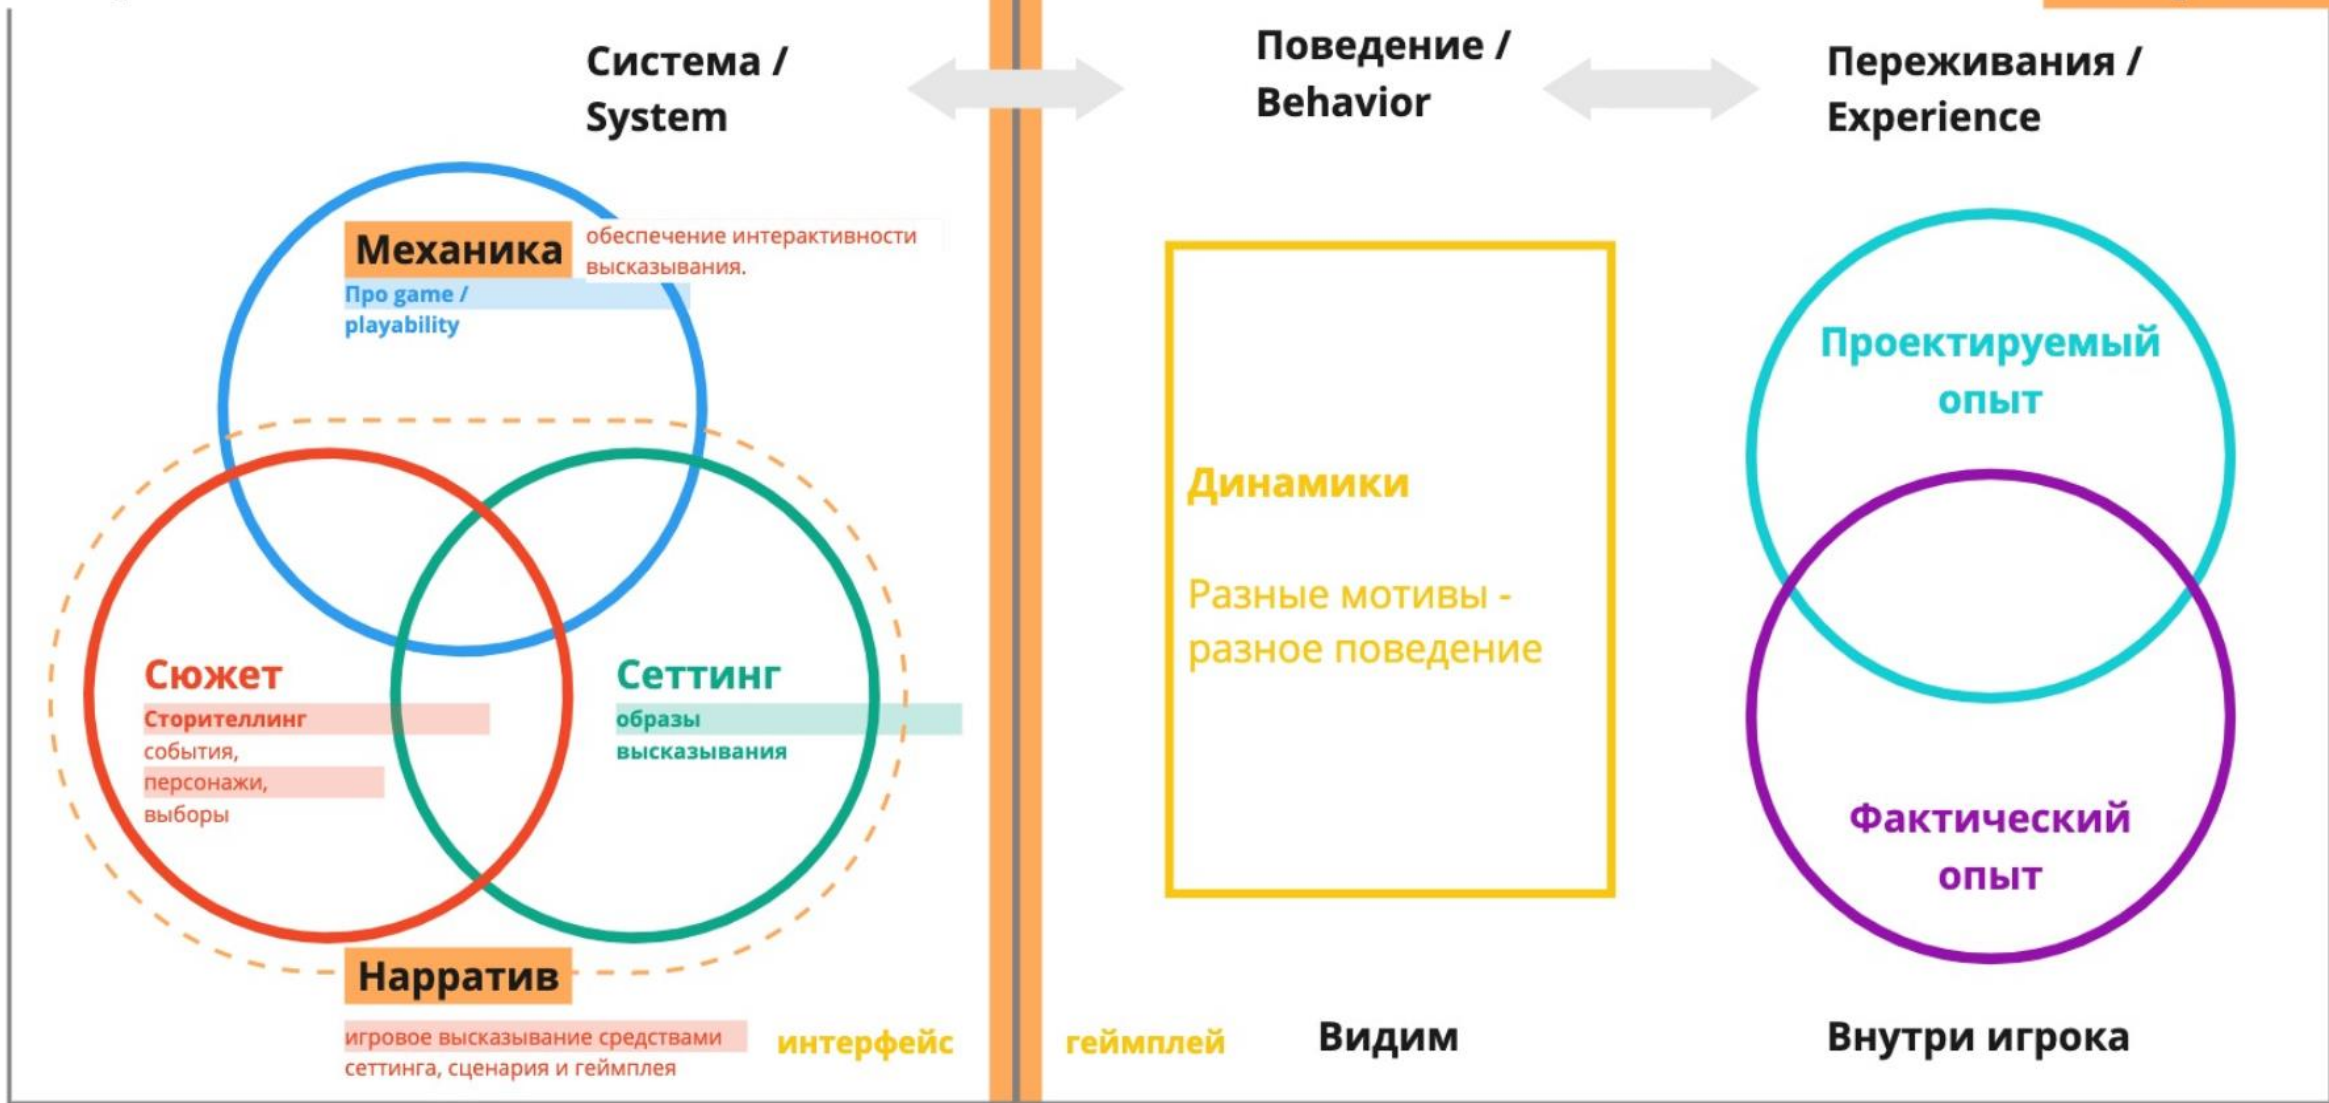 Система /
System
Поведение /
Behavior
Переживания /
Experience
Механика
обеспечение интерактивности
высказывания.
Про game /
playability
Сюжет
Сторителлинг
события,
персонажи,
выборы
Сеттинг
образы
высказывания
Нарратив
игровое высказывание средствами
сеттинга, сценария и геймплея
интерфейс
геймплей
Динамики
Разные мотивы -
разное поведение
Видим
Проектируемый
опыт
Фактический
опыт
Внутри игрока